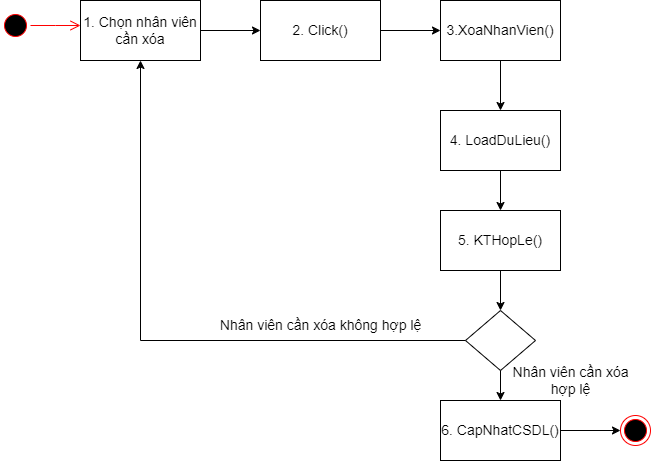 1. Chọn nhân viên
cần xóa
2. Click()
3.XoaNhanVien()
4. LoadDuLieu()
5. KTHopLe()
Nhân viên cần xóa không hợp lệ
Nhân viên cần xóa
hợp lệ
6. CapNhatCSDL()